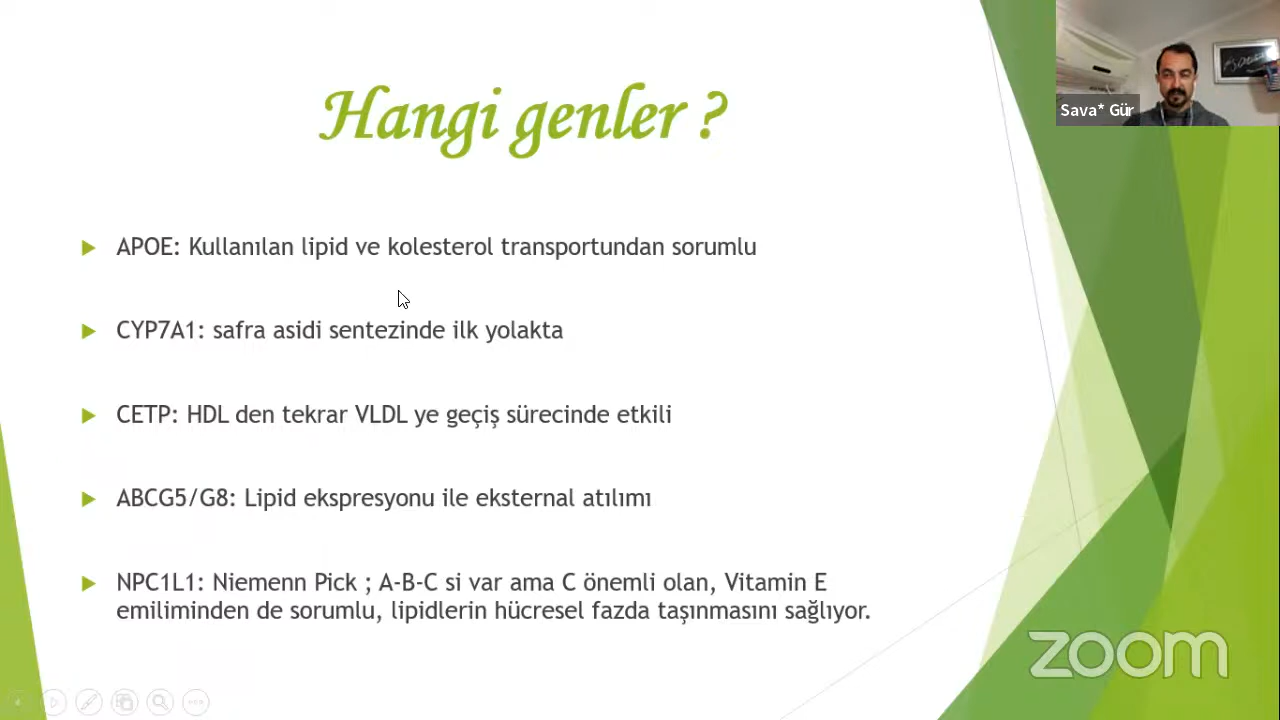 Hangi genler ?
Sava* Gür
APOE: Kullanılan lipid ve kolesterol transportundan sorumlu
CYP7A1: safra asidi sentezinde ilk yolakta
CETP: HDL den tekrar VLDL ye geçiş sürecinde etkili
ABCG5/G8: Lipid ekspresyonu ile eksternal atılımı
NPC1L1: Niemenn Pick ; A-B-C si var ama C önemli olan, Vitamin E
emiliminden de sorumlu, lipidlerin hücresel fazda taşınmasını sağlıyor.
zoom